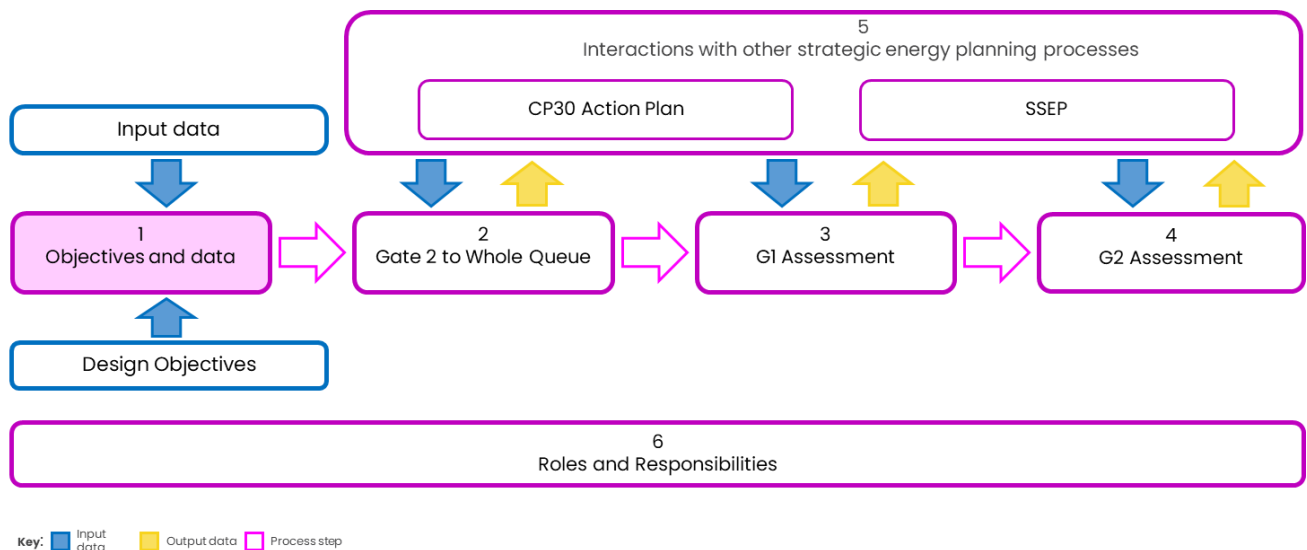 5
Interactions with other strategic energy planning processes
CP30 Action Plan
SSEP
Input data
1
Objectives and data
2
Gate 2 to Whole Queue
3
G1 Assessment
4
G2 Assessment
Design Objectives
6
Roles and Responsibilities
Key:
Input
data
Output data
Process step